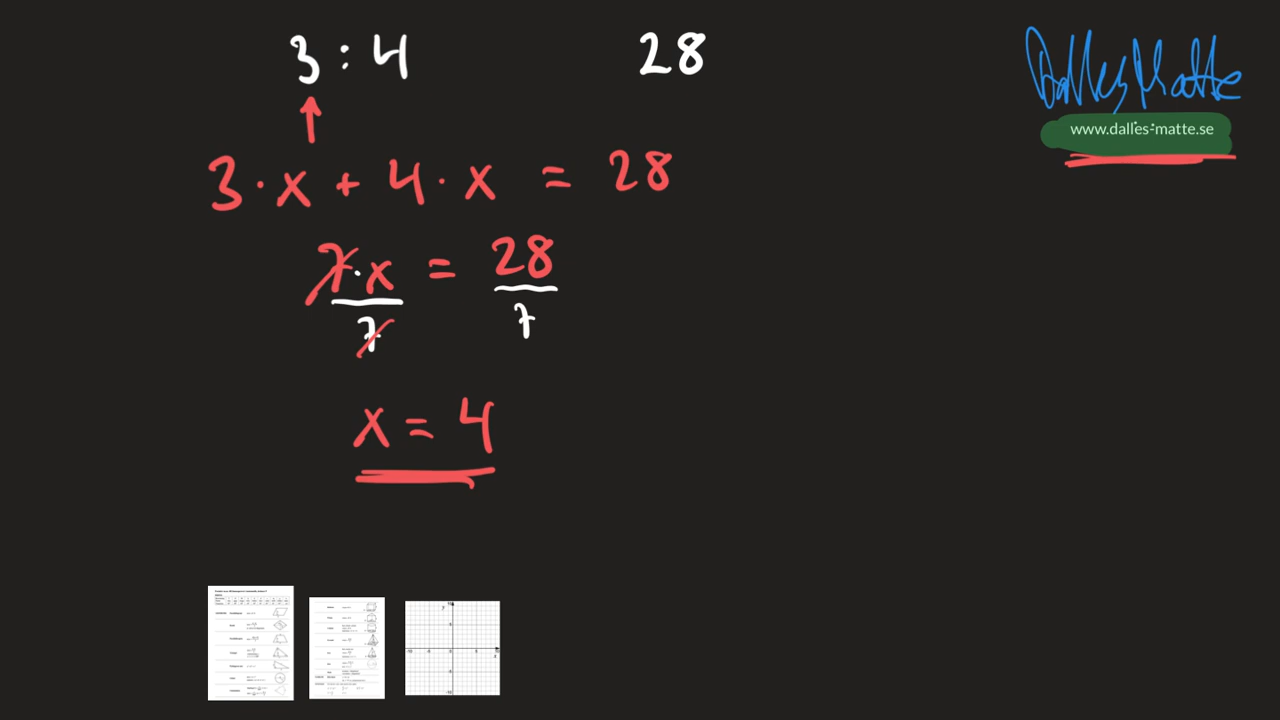 3 : 4 28
Dalles Matte
www.dalles-matte.se
3 · x + 4 · x = 28
7 · x / 7 = 28 / 7
x = 4